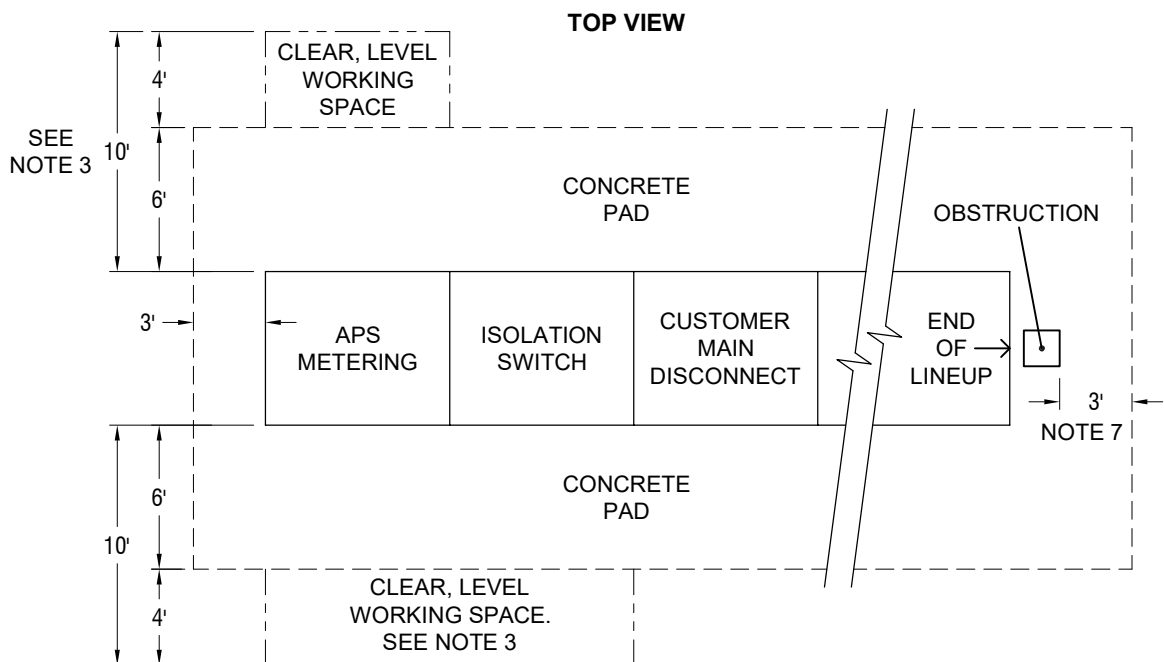 TOP VIEW
CLEAR, LEVEL
WORKING
SPACE
4'
SEE
NOTE 3
10'
6'
CONCRETE
PAD
OBSTRUCTION
3'
APS
METERING
ISOLATION
SWITCH
CUSTOMER
MAIN
DISCONNECT
END
OF
LINEUP
3'
NOTE 7
6'
CONCRETE
PAD
10'
4'
CLEAR, LEVEL
WORKING SPACE.
SEE NOTE 3